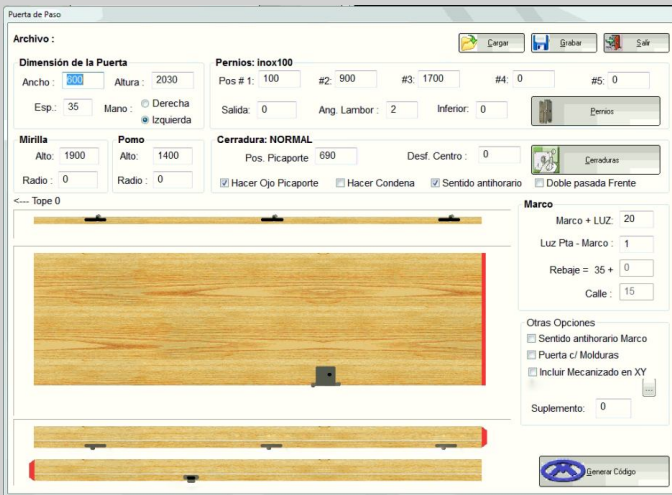 Puerta de Paso
Archivo :
Cargar
Grabar
Salir
Dimensión de la Puerta
Ancho : 600 Altura : 2030
Esp.: 35 Mano : Derecha
Izquierda
Pernios: inox100
Pos # 1: 100 #2: 900 #3: 1700 #4: 0 #5: 0
Salida: 0 Ang. Lambor : 2 Inferior: 0 Pernios
Mirilla
Alto: 1900
Radio : 0
Pomo
Alto: 1400
Radio : 0
Cerradura: NORMAL
Pos. Picaporte 690 Desf. Centro : 0 Cerraduras
Hacer Ojo Picaporte Hacer Condena Sentido antihorario Doble pasada Frente
<--- Tope 0
Marco
Marco + LUZ: 20
Luz Pta - Marco : 1
Rebaje = 35 + 0
Calle : 15
Otras Opciones
Sentido antihorario Marco
Puerta c/ Molduras
Incluir Mecanizado en XY
...
Suplemento: 0
Generar Código